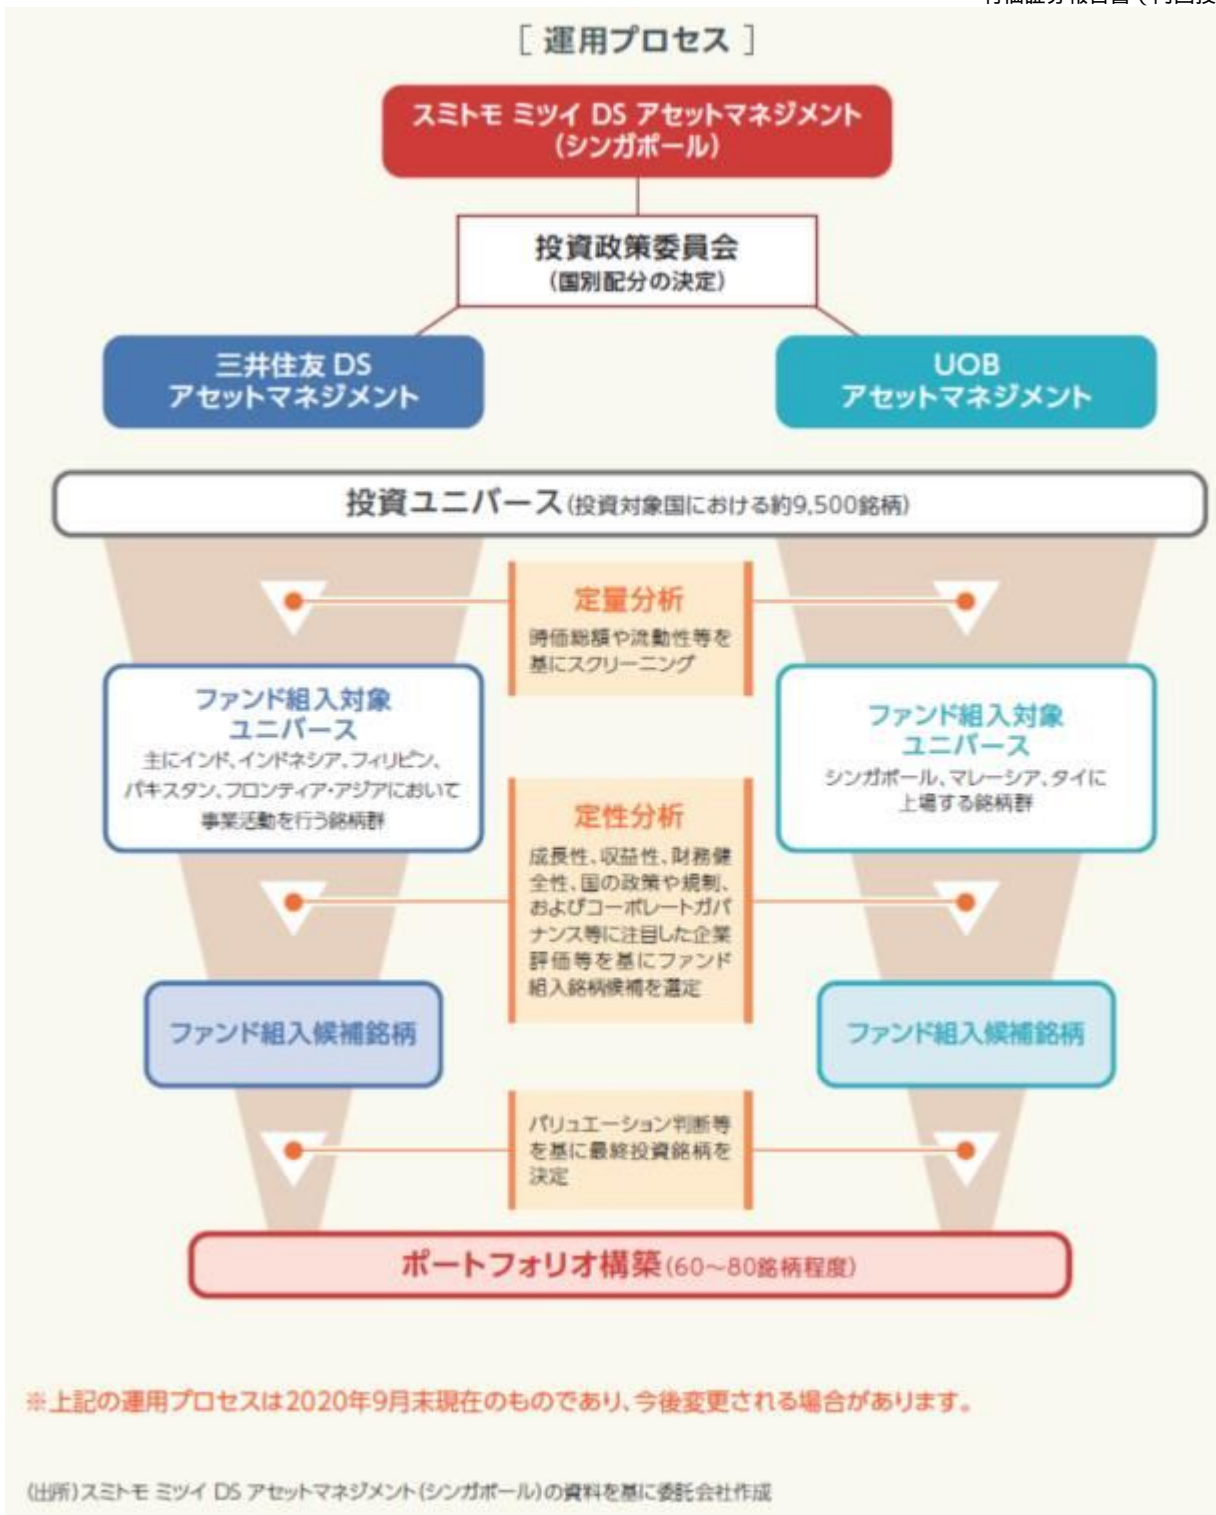 [ 運用プロセス ]
スミトモ ミツイ DS アセットマネジメント
(シンガポール)
投資政策委員会
(国別配分の決定)
三井住友 DS
アセットマネジメント
UOB
アセットマネジメント
投資ユニバース(投資対象国における約9,500銘柄)
定量分析
時価総額や流動性等を
基にスクリーニング
ファンド組入対象
ユニバース
主にインド、インドネシア、フィリピン、
パキスタン、フロンティア・アジアにおいて
事業活動を行う銘柄群
ファンド組入対象
ユニバース
シンガポール、マレーシア、タイに
上場する銘柄群
定性分析
成長性、収益性、財務健
全性、国の政策や規制、
およびコーポレートガバ
ナンス等に注目した企業
評価等を基にファンド
組入銘柄候補を選定
ファンド組入候補銘柄
ファンド組入候補銘柄
バリュエーション判断等
を基に最終投資銘柄を
決定
ポートフォリオ構築(60～80銘柄程度)
※上記の運用プロセスは2020年9月末現在のものであり、今後変更される場合があります。
(出所)スミトモ ミツイ DS アセットマネジメント(シンガポール)の資料を基に委託会社作成